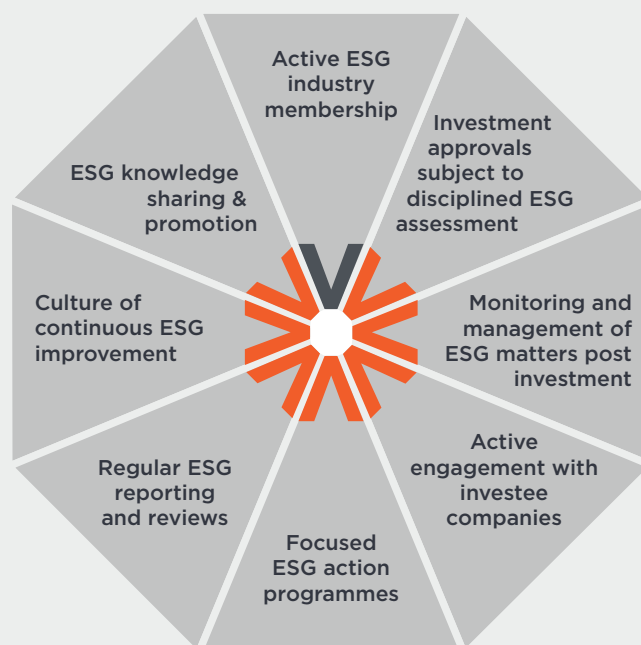 Active ESG
industry
membership
Investment
approvals
subject to
disciplined ESG
assessment
Monitoring and
management of
ESG matters post
investment
Active
engagement with
investee
companies
Focused
ESG action
programmes
Regular ESG
reporting
and reviews
Culture of
continuous ESG
improvement
ESG knowledge
sharing &
promotion